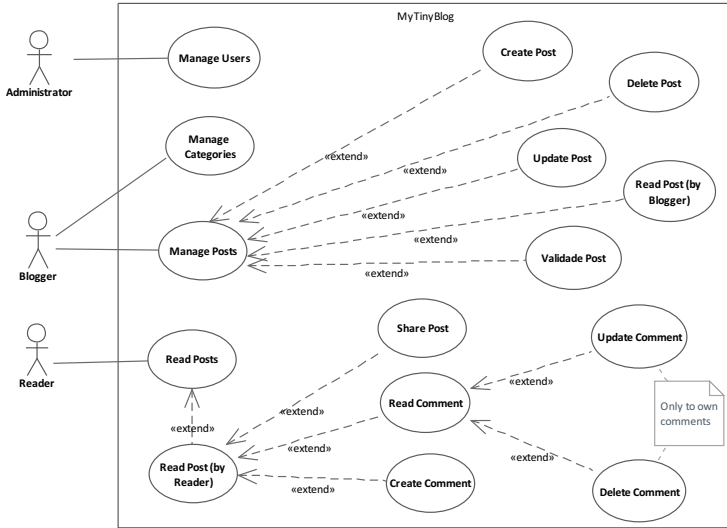 MyTinyBlog
Create Post
Manage Users
Administrator
Delete Post
Manage
Categories
«extend»
«extend»
Update Post
Read Post (by
Blogger)
«extend»
«extend»
Manage Posts
Validade Post
«extend»
Blogger
Share Post
Update Comment
Read Posts
Reader
«extend»
Read Comment
Only to own
comments
«extend»
«extend»
«extend»
«extend»
Read Post (by
Reader)
Create Comment
«extend»
Delete Comment